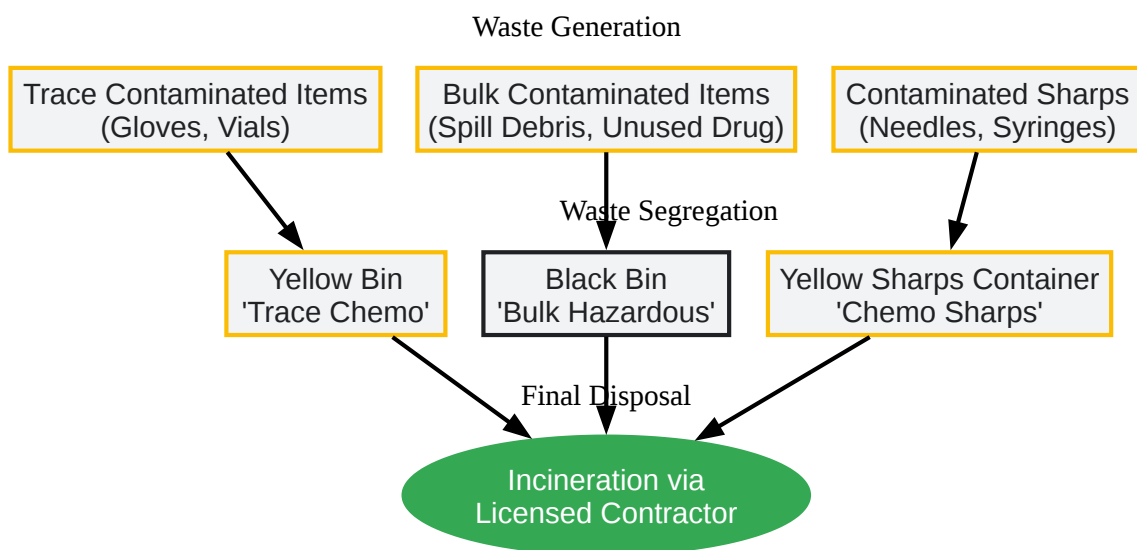 Waste Generation
Trace Contaminated Items
(Gloves, Vials)
Bulk Contaminated Items
(Spill Debris, Unused Drug)
Contaminated Sharps
(Needles, Syringes)
Waste Segregation
Yellow Bin
'Trace Chemo'
Black Bin
'Bulk Hazardous'
Yellow Sharps Container
'Chemo Sharps'
Final Disposal
Incineration via
Licensed Contractor